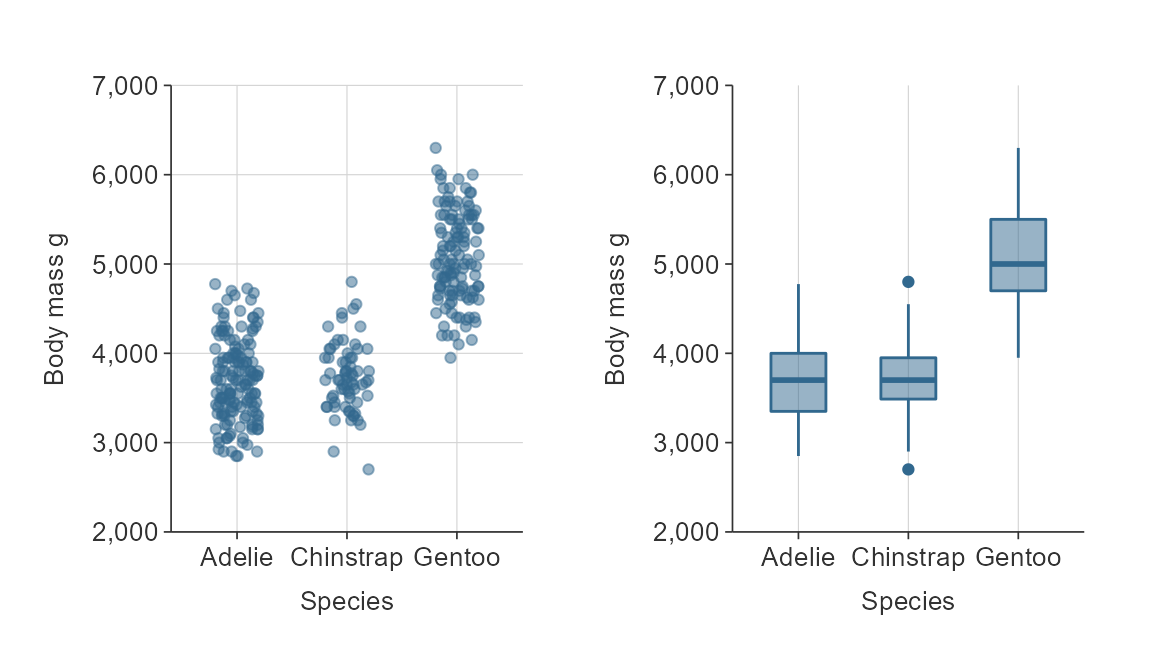 7,000
6,000
5,000
4,000
3,000
2,000
Body mass g
Adelie Chinstrap Gentoo
Species
7,000
6,000
5,000
4,000
3,000
2,000
Body mass g
Adelie Chinstrap Gentoo
Species